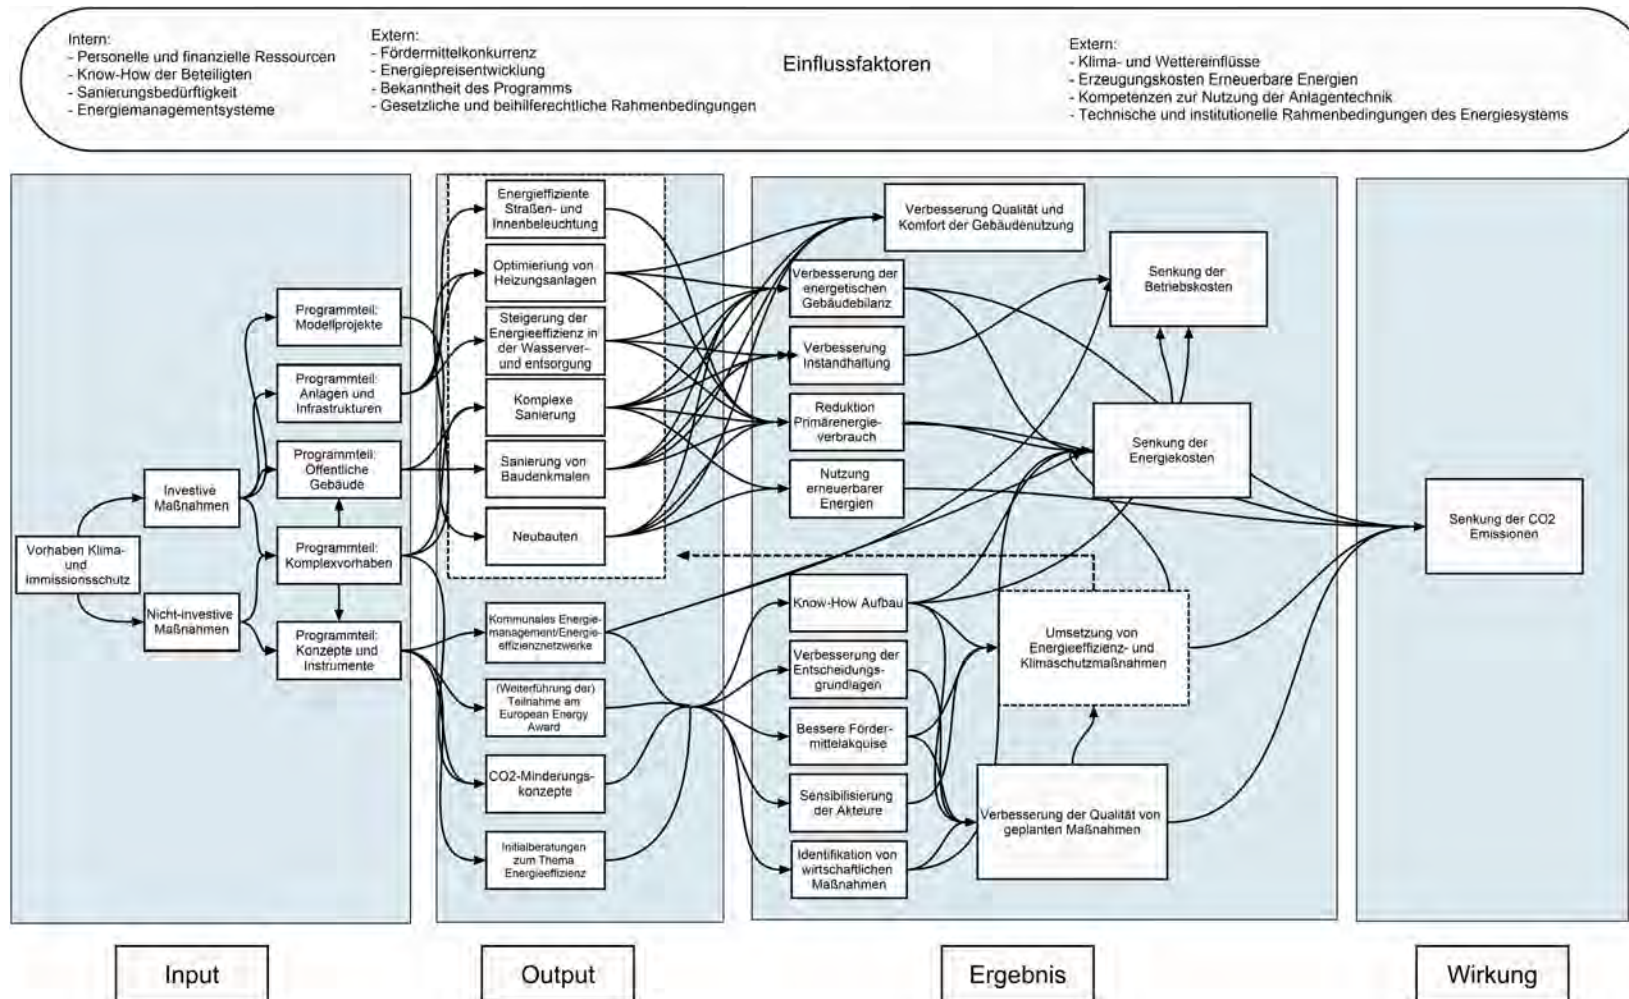 Intern:
- Personelle und finanzielle Ressourcen
- Know-How der Beteiligten
- Sanierungsbedürftigkeit
- Energiemanagementsysteme
Extern:
- Fördermittelkonkurrenz
- Energiepreisentwicklung
- Bekanntheit des Programms
- Gesetzliche und beihilferechtliche Rahmenbedingungen
Einflussfaktoren
Extern:
- Klima- und Wettereinflüsse
- Erzeugungskosten Erneuerbare Energien
- Kompetenzen zur Nutzung der Anlagentechnik
- Technische und institutionelle Rahmenbedingungen des Energiesystems
Vorhaben Klima-
und
Immissionsschutz
Investive
Maßnahmen
Nicht-investive
Maßnahmen
Programmteil:
Modellprojekte
Programmteil:
Anlagen und
Infrastrukturen
Programmteil:
Öffentliche
Gebäude
Programmteil:
Komplexvorhaben
Programmteil:
Konzepte und
Instrumente
Energieffiziente
Straßen- und
Innenbeleuchtung
Optimierung von
Heizungsanlagen
Steigerung der
Energieeffizienz in
der Wasserver-
und entsorgung
Komplexe
Sanierung
Sanierung von
Baudenkmalen
Neubauten
Kommunales Energie-
management/Energie-
effizienznetzwerke
(Weiterführung der)
Teilnahme am
European Energy
Award
CO2-Minderungs-
konzepte
Initialberatungen
zum Thema
Energieeffizienz
Verbesserung Qualität und
Komfort der Gebäudenutzung
Verbesserung der
energetischen
Gebäudebilanz
Verbesserung
Instandhaltung
Reduktion
Primärenergie-
verbrauch
Nutzung
erneuerbarer
Energien
Senkung der
Betriebskosten
Senkung der
Energiekosten
Know-How Aufbau
Verbesserung der
Entscheidungs-
grundlagen
Bessere Förder-
mittelakquise
Sensibilisierung
der Akteure
Identifikation von
wirtschaftlichen
Maßnahmen
Umsetzung von
Energieeffizienz- und
Klimaschutzmaßnahmen
Verbesserung der Qualität von
geplanten Maßnahmen
Senkung der CO2
Emissionen
Input
Output
Ergebnis
Wirkung